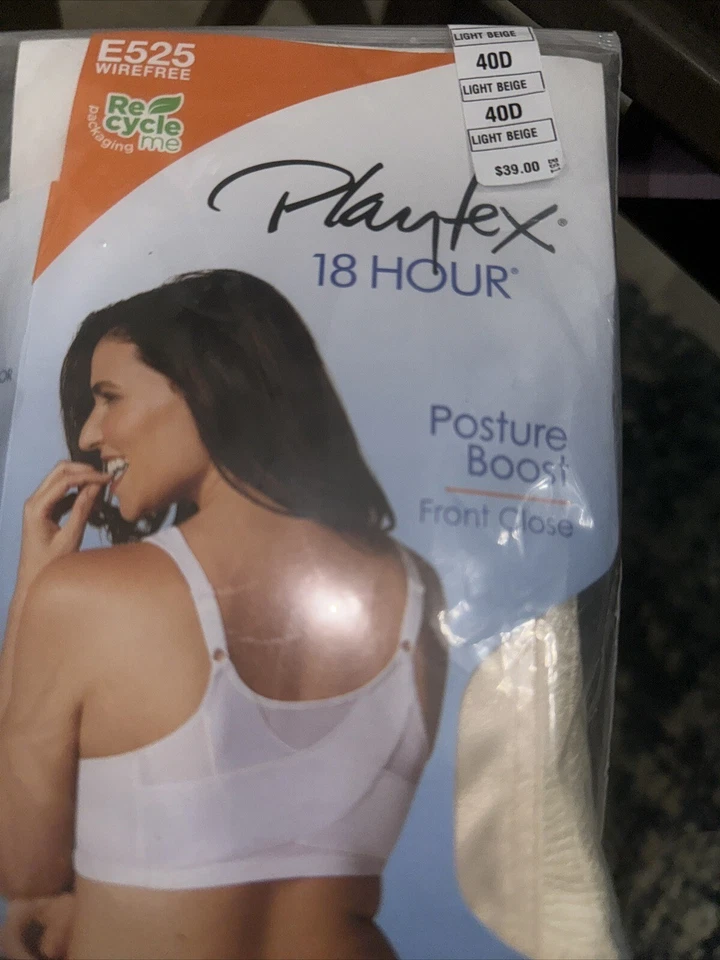 E525
WIREFREE
Re
cycle
me
packaging
LIGHT BEIGE
40D
LIGHT BEIGE
40D
LIGHT BEIGE
$39.00
Playtex®
18 HOUR®
Posture
Boost
Front Close
OR